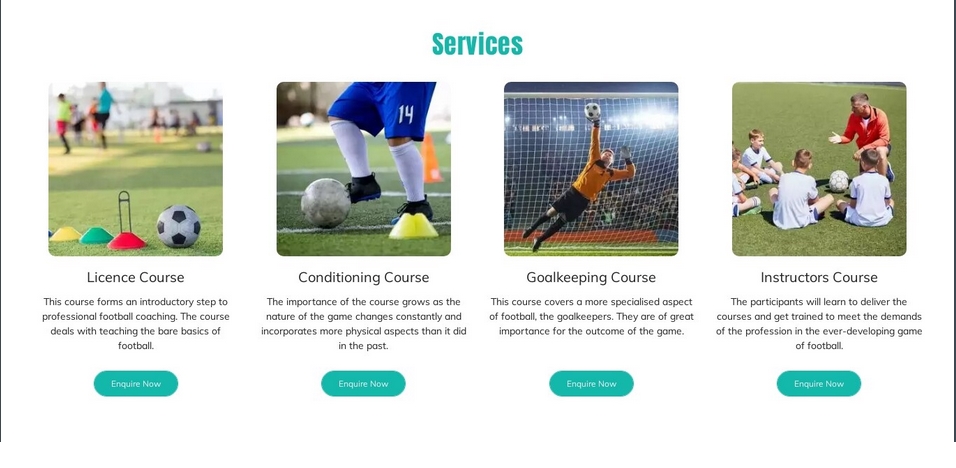 Services
14
Licence Course
This course forms an introductory step to
professional football coaching. The course
deals with teaching the bare basics of
football.
Enquire Now
Conditioning Course
The importance of the course grows as the
nature of the game changes constantly and
incorporates more physical aspects than it did
in the past.
Enquire Now
Goalkeeping Course
This course covers a more specialised aspect
of football, the goalkeepers. They are of great
importance for the outcome of the game.
Enquire Now
Instructors Course
The participants will learn to deliver the
courses and get trained to meet the demands
of the profession in the ever-developing game
of football.
Enquire Now